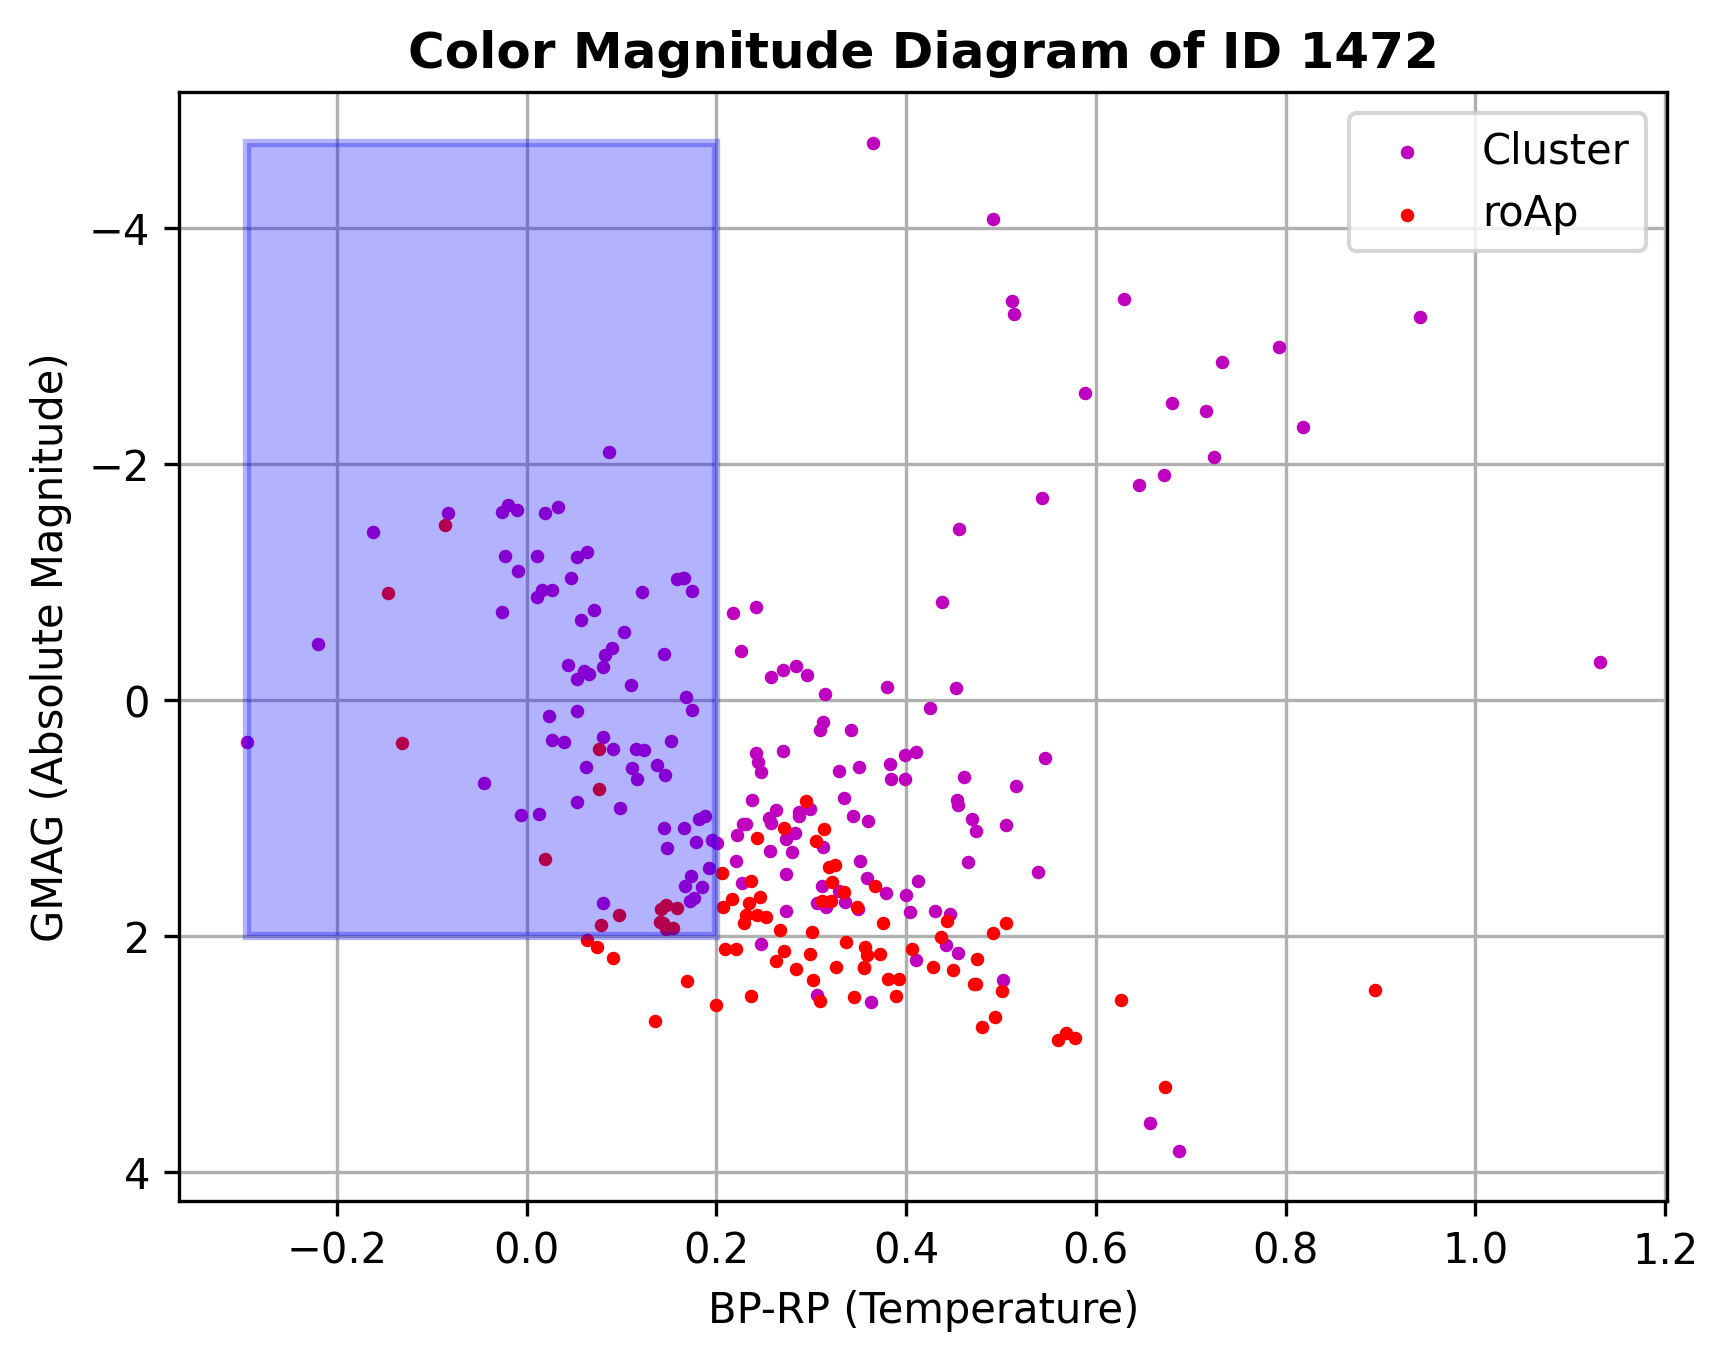 Color Magnitude Diagram of ID 1472
Cluster
roAp
GMAG (Absolute Magnitude)
−4
−2
0
2
4
−0.2 0.0 0.2 0.4 0.6 0.8 1.0 1.2
BP-RP (Temperature)